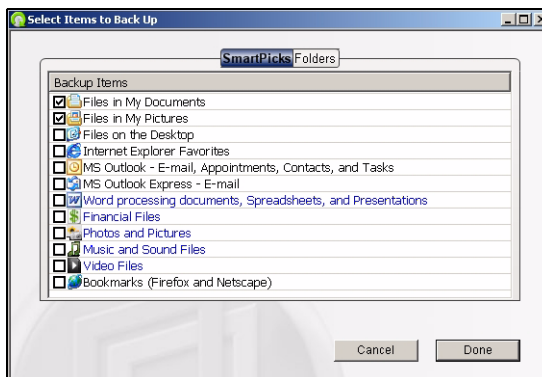 Select Items to Back Up
SmartPicks Folders
Backup Items
Files in My Documents
Files in My Pictures
Files on the Desktop
Internet Explorer Favorites
MS Outlook - E-mail, Appointments, Contacts, and Tasks
MS Outlook Express - E-mail
Word processing documents, Spreadsheets, and Presentations
Financial Files
Photos and Pictures
Music and Sound Files
Video Files
Bookmarks (Firefox and Netscape)
Cancel Done